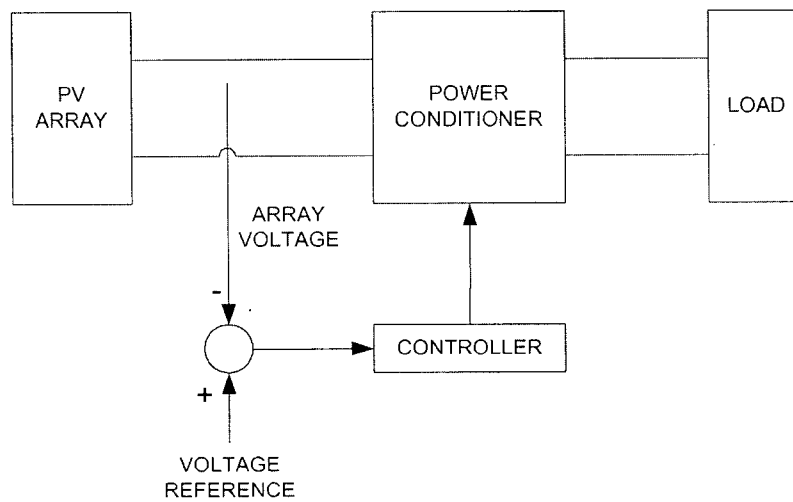 PV
ARRAY
POWER
CONDITIONER
LOAD
ARRAY
VOLTAGE
-
CONTROLLER
+
VOLTAGE
REFERENCE